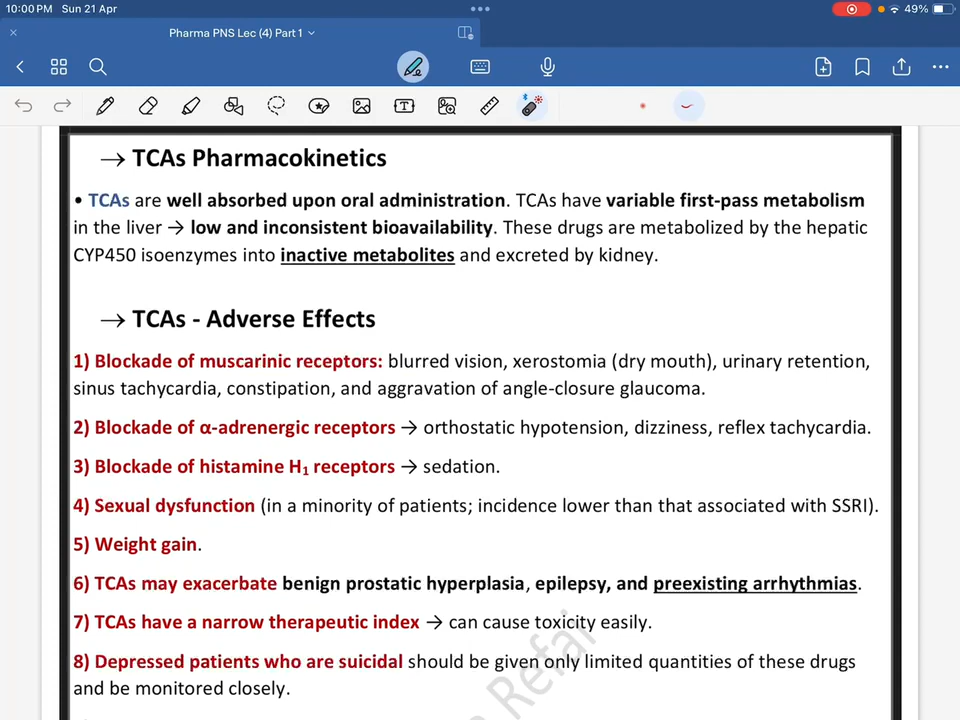 10:00 PM Sun 21 Apr
49%
Pharma PNS Lec (4) Part 1
→ TCAs Pharmacokinetics
• TCAs are well absorbed upon oral administration. TCAs have variable first-pass metabolism
in the liver → low and inconsistent bioavailability. These drugs are metabolized by the hepatic
CYP450 isoenzymes into inactive metabolites and excreted by kidney.
→ TCAs - Adverse Effects
1) Blockade of muscarinic receptors: blurred vision, xerostomia (dry mouth), urinary retention,
sinus tachycardia, constipation, and aggravation of angle-closure glaucoma.
2) Blockade of α-adrenergic receptors → orthostatic hypotension, dizziness, reflex tachycardia.
3) Blockade of histamine H₁ receptors → sedation.
4) Sexual dysfunction (in a minority of patients; incidence lower than that associated with SSRI).
5) Weight gain.
6) TCAs may exacerbate benign prostatic hyperplasia, epilepsy, and preexisting arrhythmias.
7) TCAs have a narrow therapeutic index → can cause toxicity easily.
8) Depressed patients who are suicidal should be given only limited quantities of these drugs
and be monitored closely.
Refai